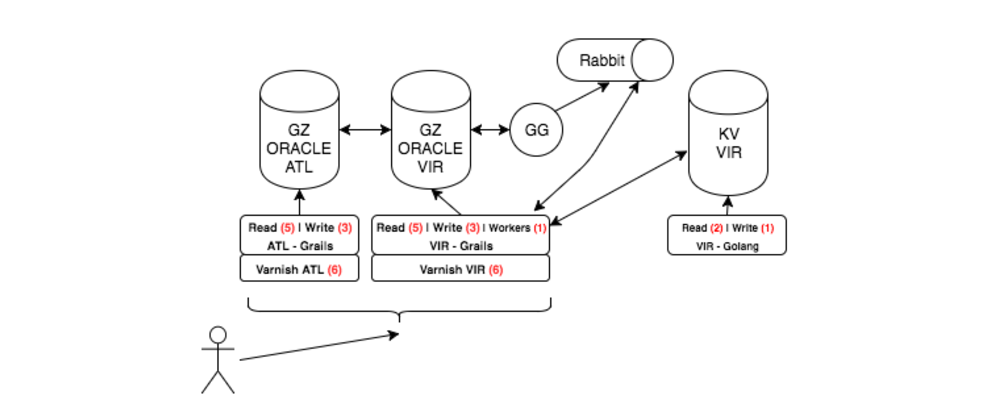 Rabbit
GZ
ORACLE
ATL
GZ
ORACLE
VIR
GG
KV
VIR
Read (5) | Write (3)
ATL - Grails
Varnish ATL (6)
Read (5) | Write (3) | Workers (1)
VIR - Grails
Varnish VIR (6)
Read (2) | Write (1)
VIR - Golang